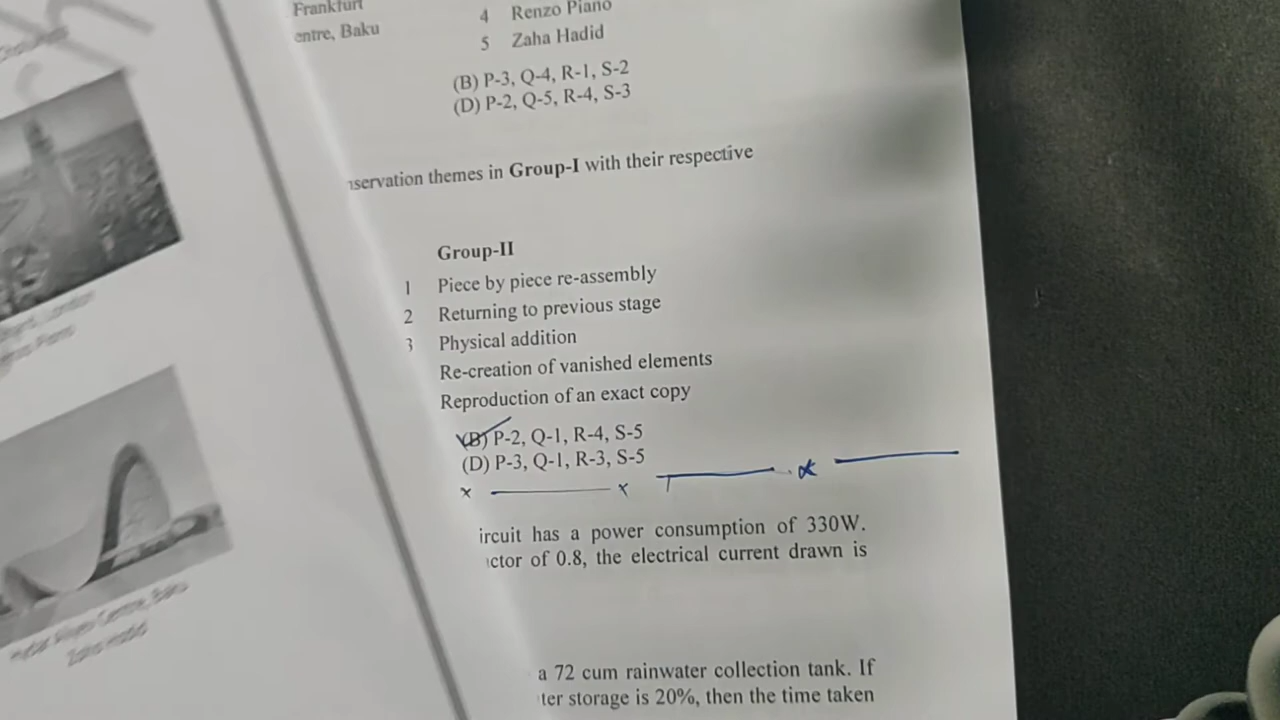 Frankfurt
entre, Baku
4 Renzo Piano
5 Zaha Hadid
(B) P-3, Q-4, R-1, S-2
(D) P-2, Q-5, R-4, S-3
servation themes in Group-I with their respective
Group-II
1 Piece by piece re-assembly
2 Returning to previous stage
3 Physical addition
Re-creation of vanished elements
Reproduction of an exact copy
(B) P-2, Q-1, R-4, S-5
(D) P-3, Q-1, R-3, S-5
ircuit has a power consumption of 330W.
ctor of 0.8, the electrical current drawn is
a 72 cum rainwater collection tank. If
ter storage is 20%, then the time taken